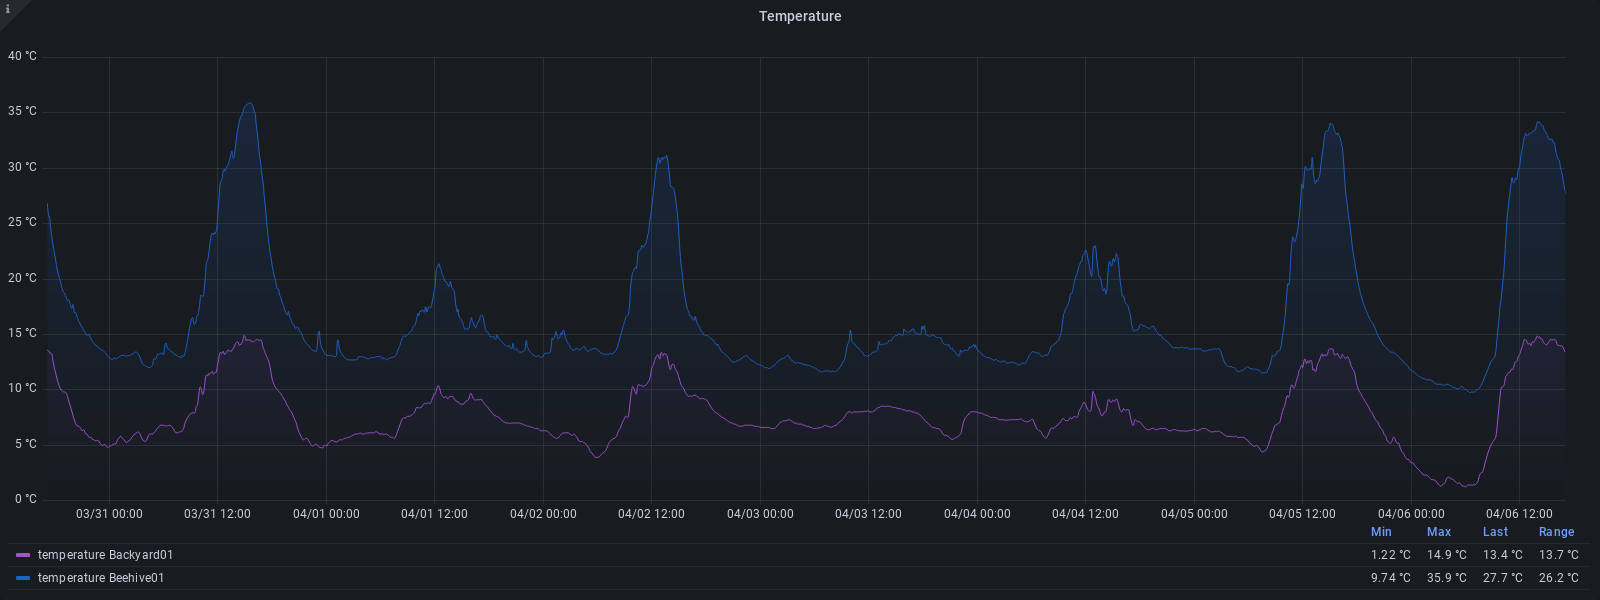 i
Temperature
40 °C
35 °C
30 °C
25 °C
20 °C
15 °C
10 °C
5 °C
0 °C
03/31 00:00 03/31 12:00 04/01 00:00 04/01 12:00 04/02 00:00 04/02 12:00 04/03 00:00 04/03 12:00 04/04 00:00 04/04 12:00 04/05 00:00 04/05 12:00 04/06 00:00 04/06 12:00
Min Max Last Range
temperature Backyard01 1.22 °C 14.9 °C 13.4 °C 13.7 °C
temperature Beehive01 9.74 °C 35.9 °C 27.7 °C 26.2 °C